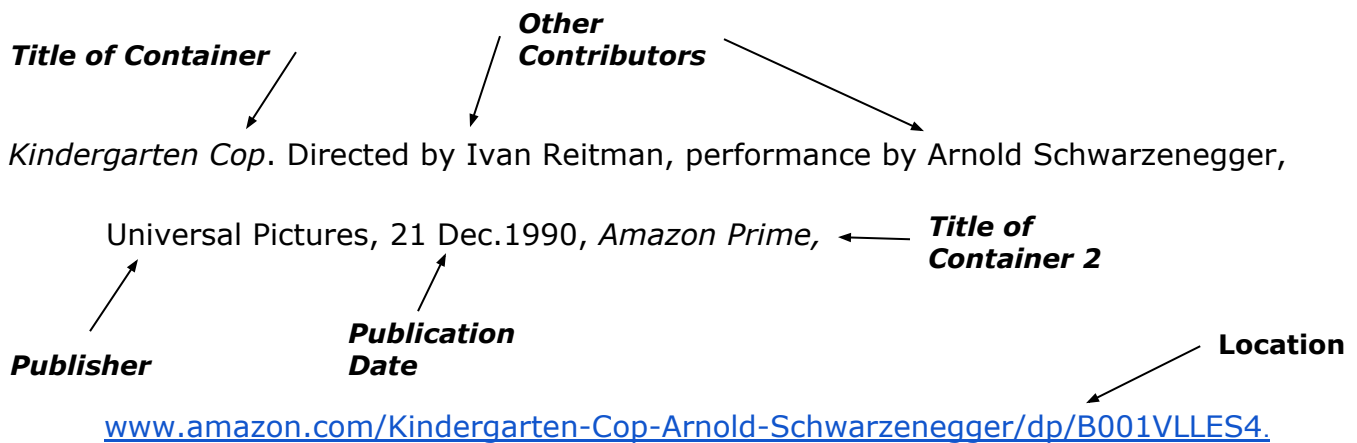 Other
Title of Container
Contributors
Kindergarten Cop. Directed by Ivan Reitman, performance by Arnold Schwarzenegger,
Universal Pictures, 21 Dec.1990, Amazon Prime,
Title of
Container 2
Publication
Date
Publisher
Location
www.amazon.com/Kindergarten-Cop-Arnold-Schwarzenegger/dp/B001VLLES4.